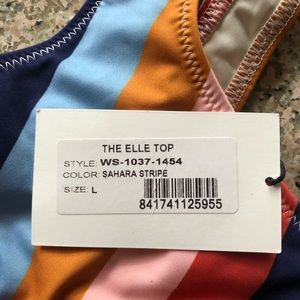 THE ELLE TOP
STYLE: WS-1037-1454
COLOR: SAHARA STRIPE
SIZE: L
841741125955